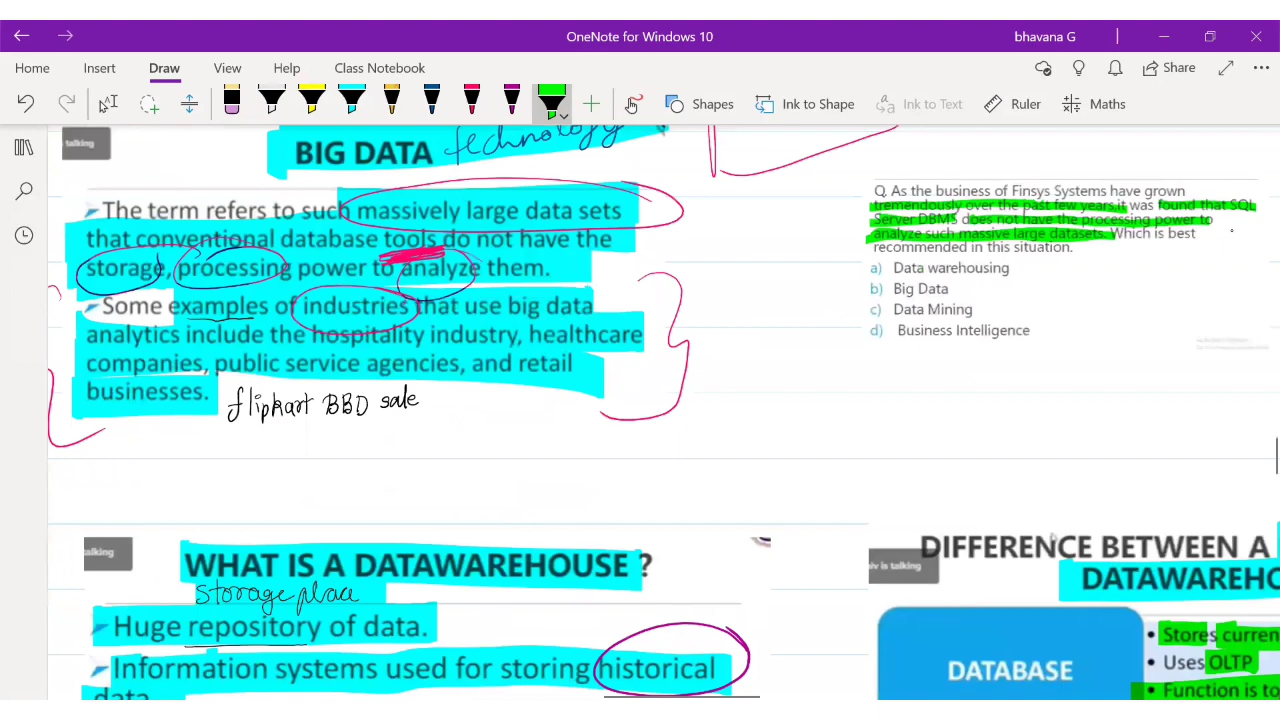 OneNote for Windows 10
bhavana G
Home Insert Draw View Help Class Notebook
Share
Shapes Ink to Shape Ink to Text Ruler Maths
talking
BIG DATA technology
The term refers to such massively large data sets
that conventional database tools do not have the
storage, processing power to analyze them.
Some examples of industries that use big data
analytics include the hospitality industry, healthcare
companies, public service agencies, and retail
businesses. flipkart BBD sale
Q. As the business of Finsys Systems have grown
tremendously over the past few years,it was found that SQL
Server DBMS does not have the processing power to
analyze such massive large datasets. Which is best
recommended in this situation.
a) Data warehousing
b) Big Data
c) Data Mining
d) Business Intelligence
talking
WHAT IS A DATAWAREHOUSE ?
storage place
Huge repository of data.
Information systems used for storing historical
data
DIFFERENCE BETWEEN A
iv is talking
DATAWAREHO
DATABASE
• Stores curren
• Uses OLTP
• Function is to